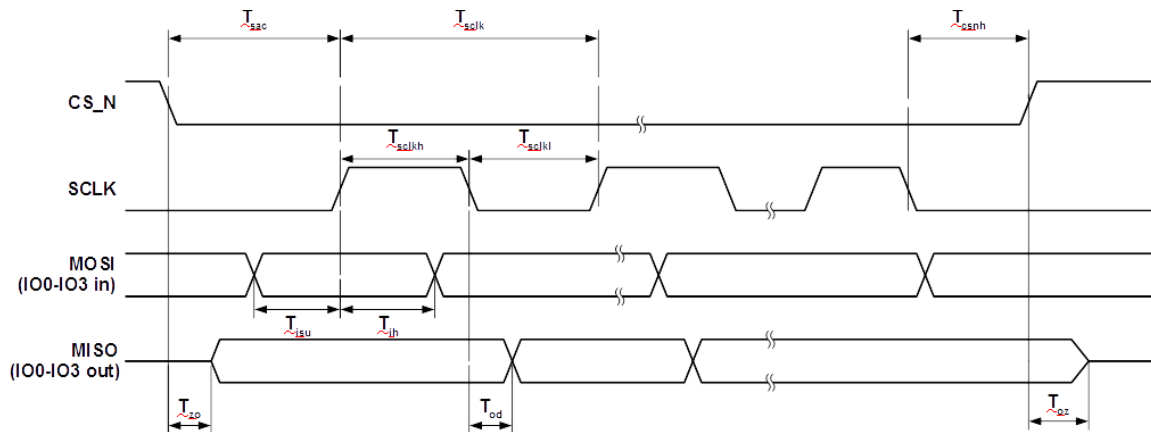 Tsac
Tsclk
Tcsnh
CS_N
Tsclkh
Tsclkl
SCLK
MOSI
(IO0-IO3 in)
Tisu
Tih
MISO
(IO0-IO3 out)
Tzo
Tod
Toz